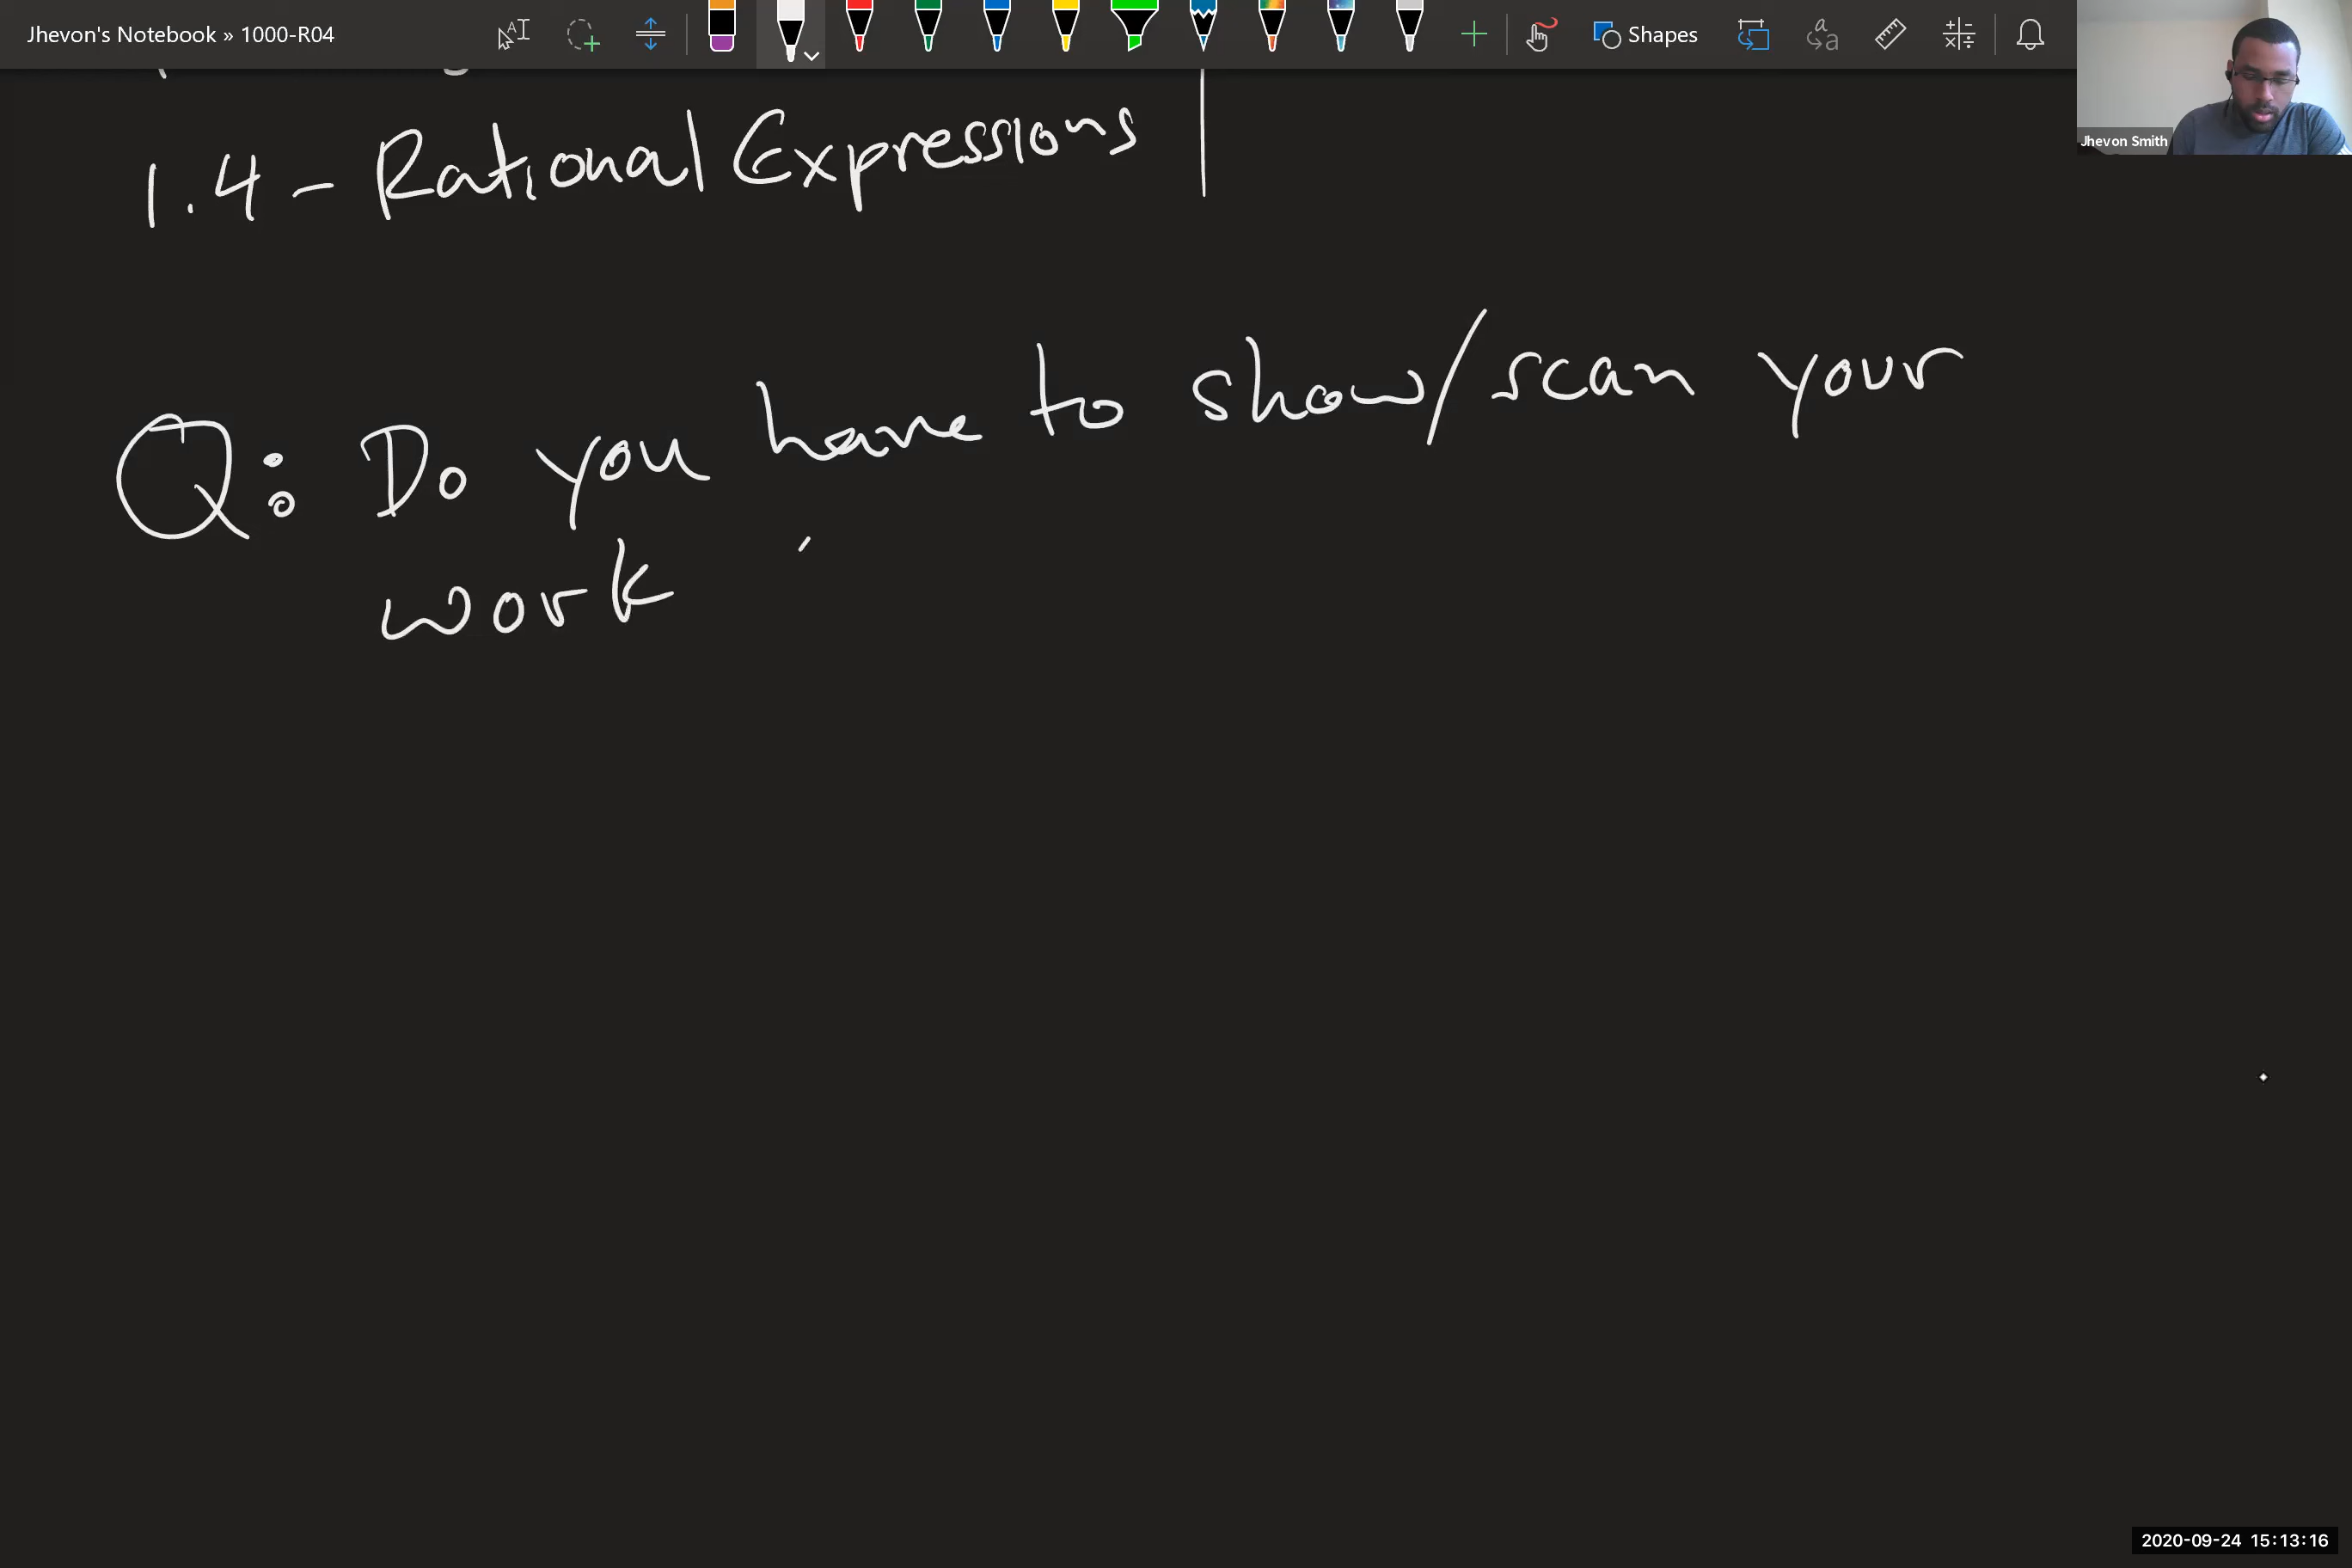 Jhevon's Notebook » 1000-R04
Shapes
Jhevon Smith
1.4 - Rational Expressions
Q: Do you have to show/scan your
work
2020-09-24 15:13:16